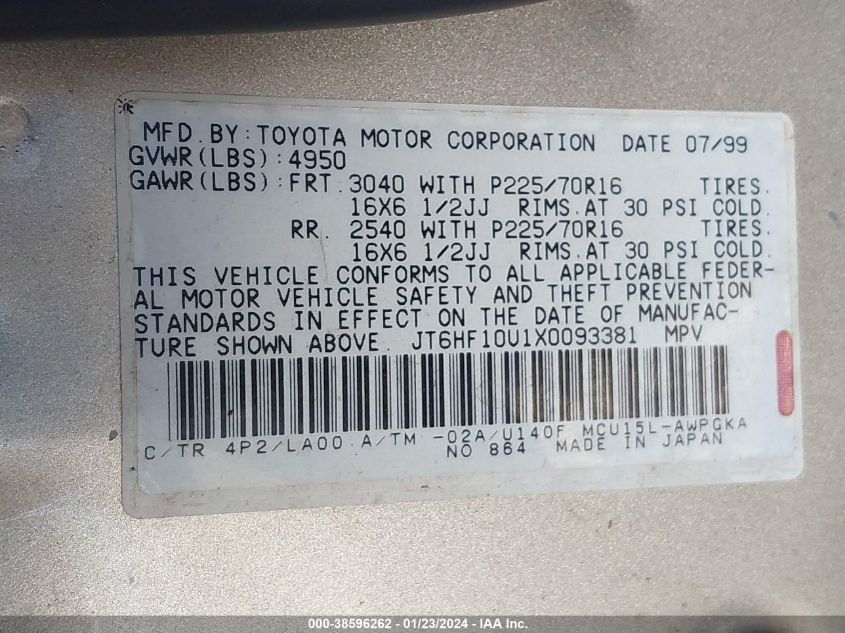 MFD. BY: TOYOTA MOTOR CORPORATION DATE 07/99
GVWR(LBS):4950
GAWR(LBS):FRT. 3040 WITH P225/70R16 TIRES.
16X6 1/2JJ RIMS.AT 30 PSI COLD.
RR. 2540 WITH P225/70R16 TIRES.
16X6 1/2JJ RIMS.AT 30 PSI COLD.
THIS VEHICLE CONFORMS TO ALL APPLICABLE FEDER-
AL MOTOR VEHICLE SAFETY AND THEFT PREVENTION
STANDARDS IN EFFECT ON THE DATE OF MANUFAC-
TURE SHOWN ABOVE. JT6HF10U1X0093381 MPV
C/TR 4P2/LA00 A/TM -02A/U140F MCU15L-AWPGKA
NO 864 MADE IN JAPAN
000-38596262 - 01/23/2024 - IAA Inc.